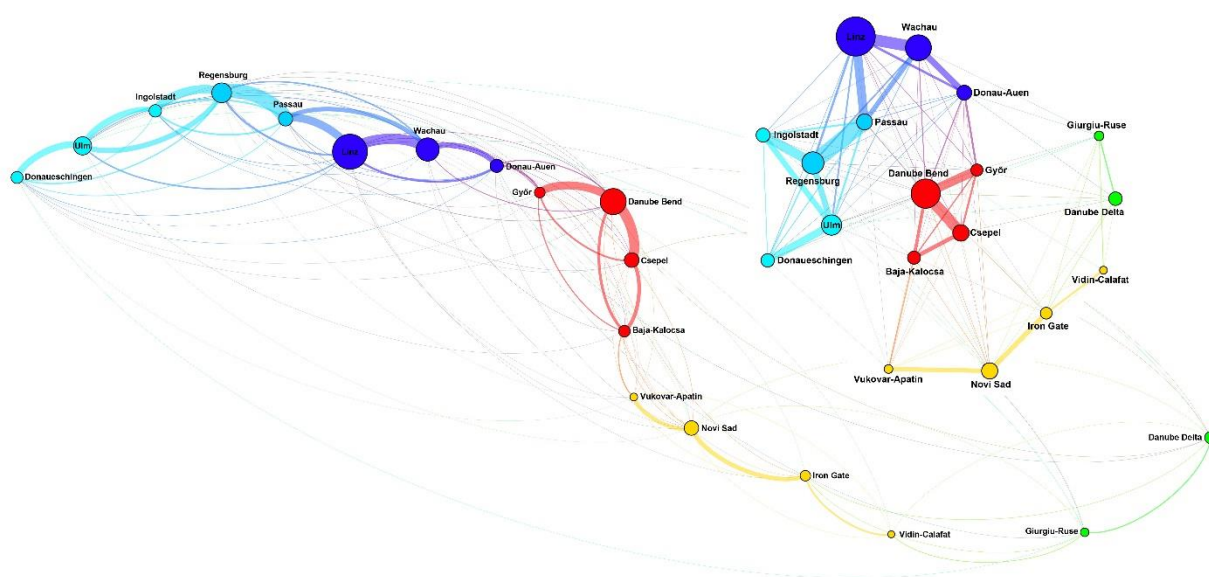 Donaueschingen
Ulm
Ingolstadt
Regensburg
Passau
Linz
Wachau
Donau-Auen
Győr
Danube Bend
Csepel
Baja-Kalocsa
Vukovar-Apatin
Novi Sad
Iron Gate
Vidin-Calafat
Giurgiu-Ruse
Danube Delta
Linz
Wachau
Donau-Auen
Ingolstadt
Passau
Regensburg
Ulm
Donaueschingen
Danube Bend
Győr
Csepel
Baja-Kalocsa
Giurgiu-Ruse
Danube Delta
Vidin-Calafat
Iron Gate
Vukovar-Apatin
Novi Sad